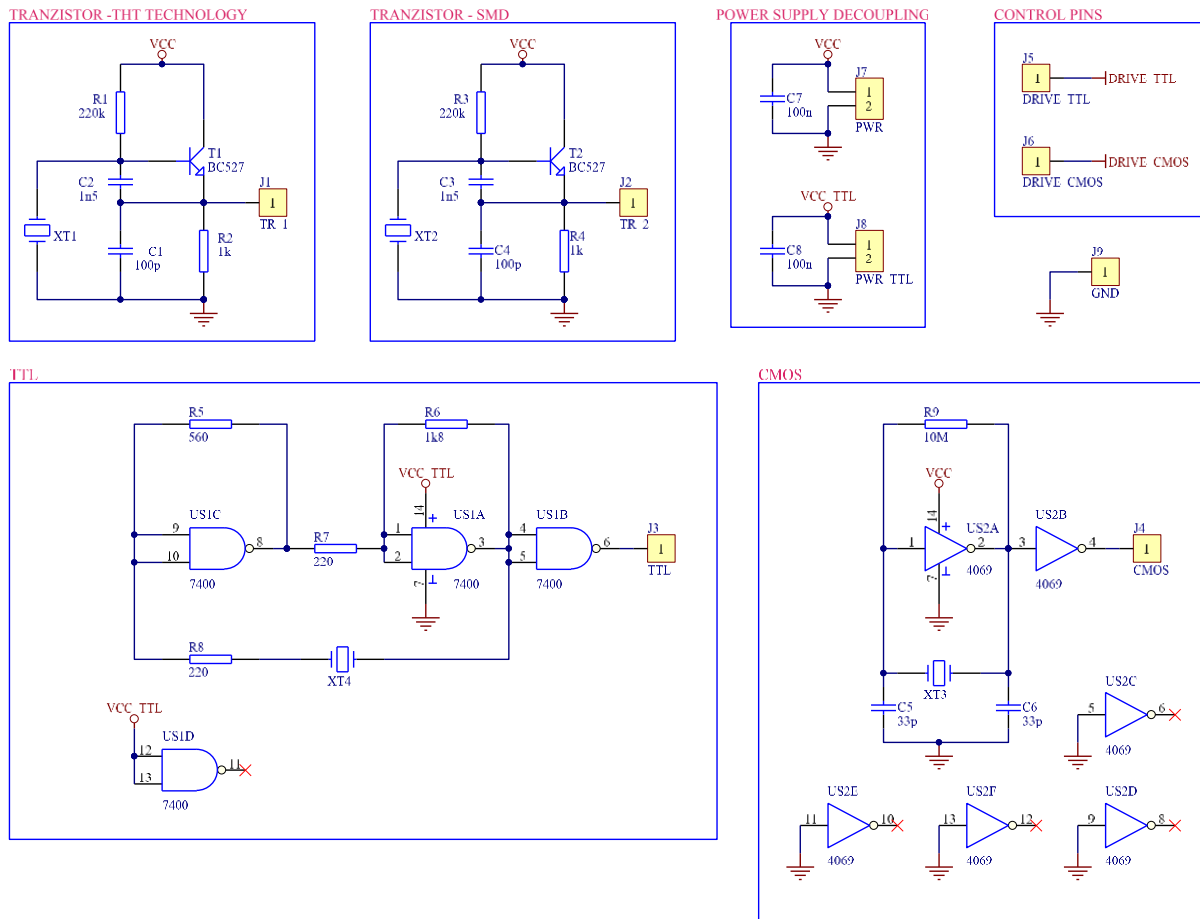 TRANZISTOR -THT TECHNOLOGY
VCC
R1
220k
T1
BC527
C2
1n5
J1
1
TR 1
XT1
C1
100p
R2
1k
TRANZISTOR - SMD
VCC
R3
220k
T2
BC527
C3
1n5
J2
1
TR 2
XT2
C4
100p
R4
1k
POWER SUPPLY DECOUPLING
VCC
J7
C7
100n
1
2
PWR
VCC TTL
J8
C8
100n
1
2
PWR TTL
CONTROL PINS
J5
1
DRIVE TTL
DRIVE TTL
J6
1
DRIVE CMOS
DRIVE CMOS
J9
1
GND
TTL
R5
560
R6
1k8
VCC TTL
US1C
9
10
8
7400
R7
220
14
US1A
1
2
3
7
7400
US1B
4
5
6
7400
J3
1
TTL
R8
220
XT4
VCC TTL
US1D
12
13
11
7400
CMOS
R9
10M
VCC
14
US2A
1
2
7
4069
US2B
3
4
4069
J4
1
CMOS
XT3
C5
33p
C6
33p
US2C
5
6
4069
US2E
11
10
4069
US2F
13
12
4069
US2D
9
8
4069